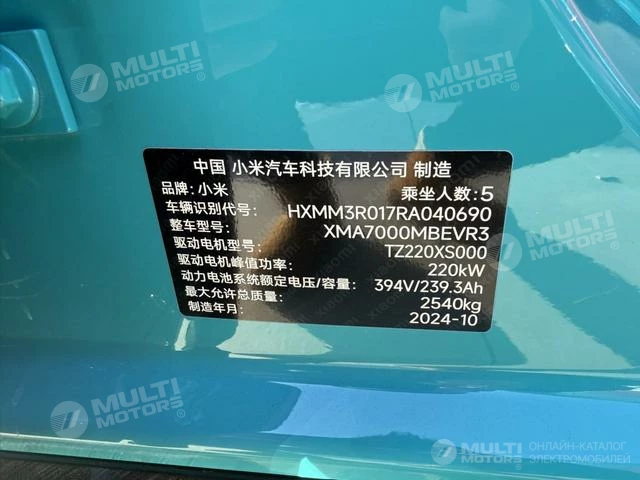 MULTI MOTORS®
MULTI MOTORS®
中国 小米汽车科技有限公司 制造
品牌: 小米 乘坐人数: 5
车辆识别代号: HXMM3R017RA040690
整车型号: XMA7000MBEVR3
驱动电机型号: TZ220XS000
驱动电机峰值功率: 220kW
动力电池系统额定电压/容量: 394V/239.3Ah
最大允许总质量: 2540kg
制造年月: 2024-10
MULTI MOTORS®
MULTI MOTORS®
ОНЛАЙН-КАТАЛОГ
ЭЛЕКТРОМОБИЛЕЙ